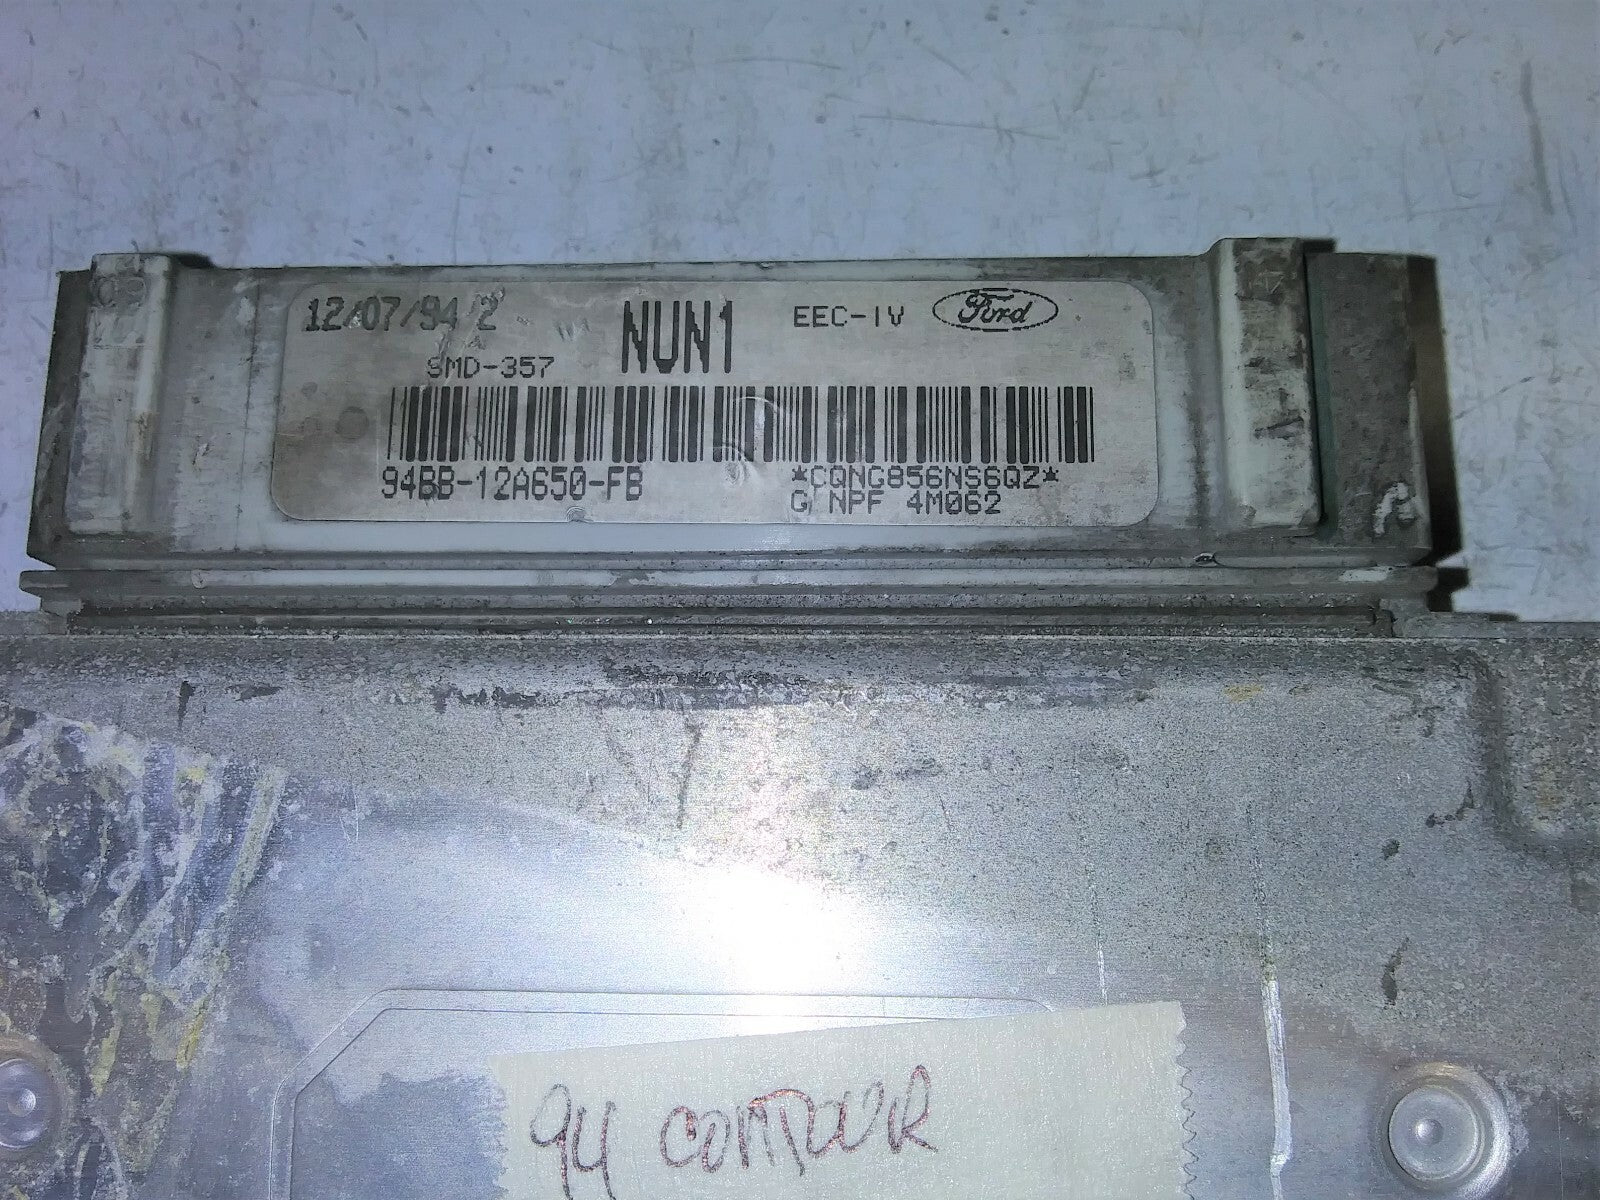 12/07/94 2 NUN1 EEC-IV Ford
SMD-357
94BB-12A650-FB *CQNG856NS6QZ*
G/NPF 4M062
94 CONTOUR